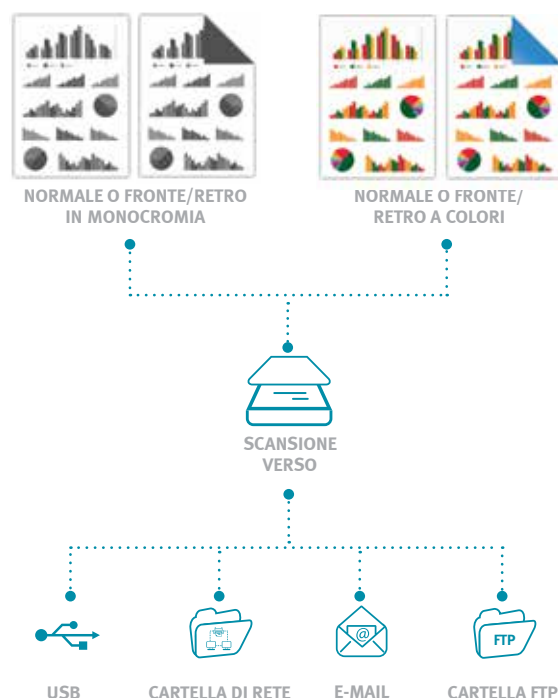 NORMALE O FRONTE/RETRO
IN MONOCROMIA
NORMALE O FRONTE/
RETRO A COLORI
SCANSIONE
VERSO
@
FTP
USB
CARTELLA DI RETE
E-MAIL
CARTELLA FTP